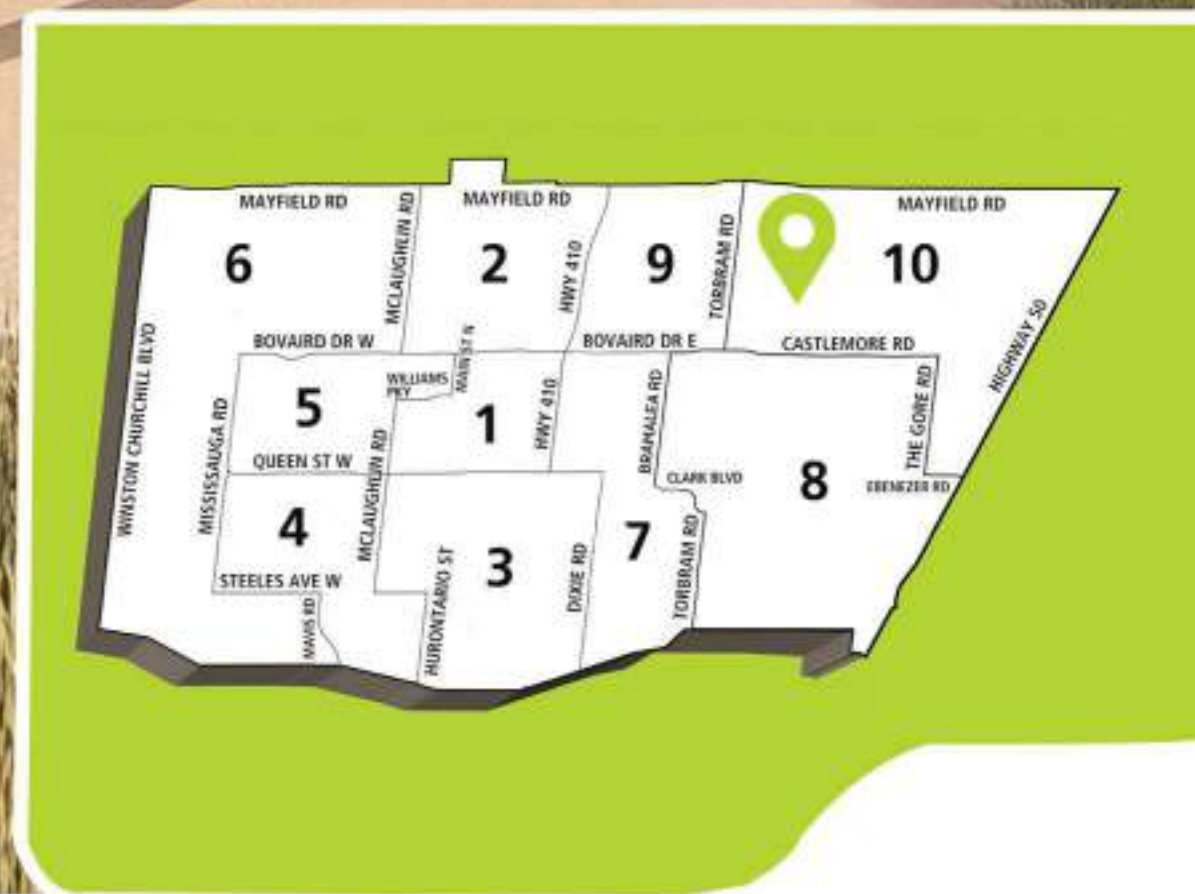 MAYFIELD RD
MAYFIELD RD
MAYFIELD RD
6
MCLAUGHLIN RD
2
HWY 410
9
TORBRAM RD
10
HIGHWAY 50
WINSTON CHURCHILL BLVD
BOVAIRD DR W
MAIN ST N
BOVAIRD DR E
CASTLEMORE RD
MISSISSAUGA RD
5
WILLIAMS
PKY
1
HWY 410
BRAMALEA RD
THE GORE RD
QUEEN ST W
MCLAUGHLIN RD
CLARK BLVD
8
EBENEZER RD
4
3
DIXIE RD
7
TORBRAM RD
STEELES AVE W
MAVIS RD
HURONTARIO ST